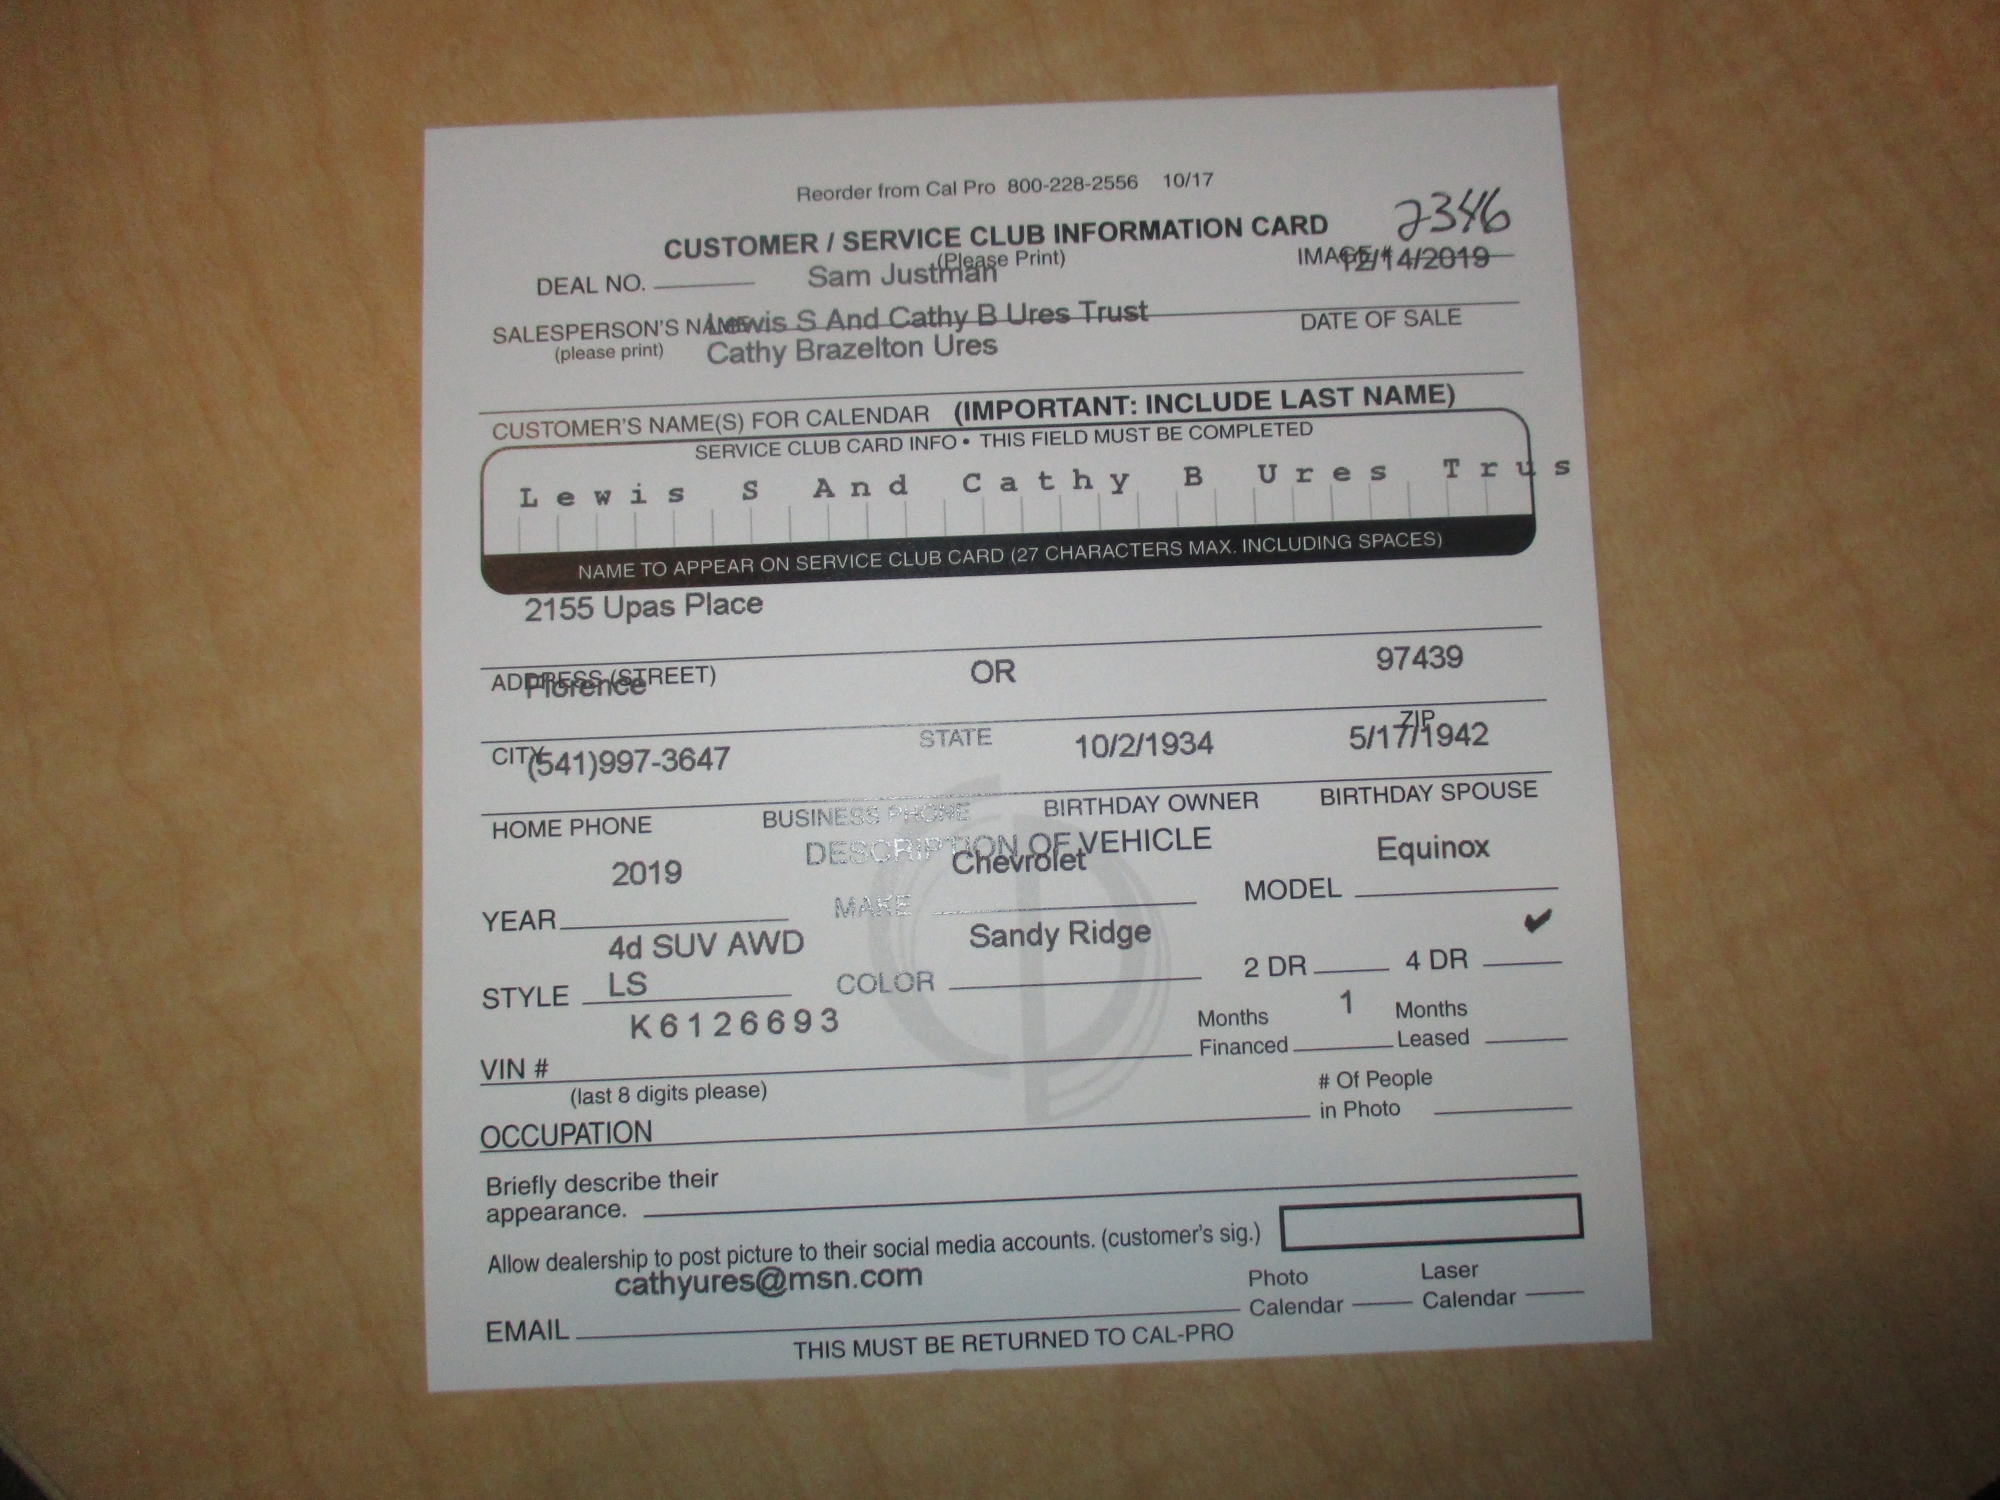 Reorder from Cal Pro 800-228-2556 10/17
2346
CUSTOMER / SERVICE CLUB INFORMATION CARD
(Please Print)
DEAL NO. Sam Justman IMAGE # 12/14/2019
SALESPERSON'S NAME Lewis S And Cathy B Ures Trust DATE OF SALE
(please print) Cathy Brazelton Ures
CUSTOMER'S NAME(S) FOR CALENDAR (IMPORTANT: INCLUDE LAST NAME)
SERVICE CLUB CARD INFO • THIS FIELD MUST BE COMPLETED
Lewis S And Cathy B Ures Trus
NAME TO APPEAR ON SERVICE CLUB CARD (27 CHARACTERS MAX. INCLUDING SPACES)
2155 Upas Place
ADDRESS (STREET)
Florence OR 97439
CITY STATE ZIP
(541)997-3647 10/2/1934 5/17/1942
HOME PHONE BUSINESS PHONE BIRTHDAY OWNER BIRTHDAY SPOUSE
DESCRIPTION OF VEHICLE
2019 Chevrolet Equinox
YEAR MAKE MODEL
4d SUV AWD Sandy Ridge ✔
STYLE LS COLOR 2 DR 4 DR
K6126693 Months 1 Months
VIN # Financed Leased
(last 8 digits please) # Of People
OCCUPATION in Photo
Briefly describe their
appearance.
Allow dealership to post picture to their social media accounts. (customer's sig.)
cathyures@msn.com Photo Laser
EMAIL Calendar Calendar
THIS MUST BE RETURNED TO CAL-PRO